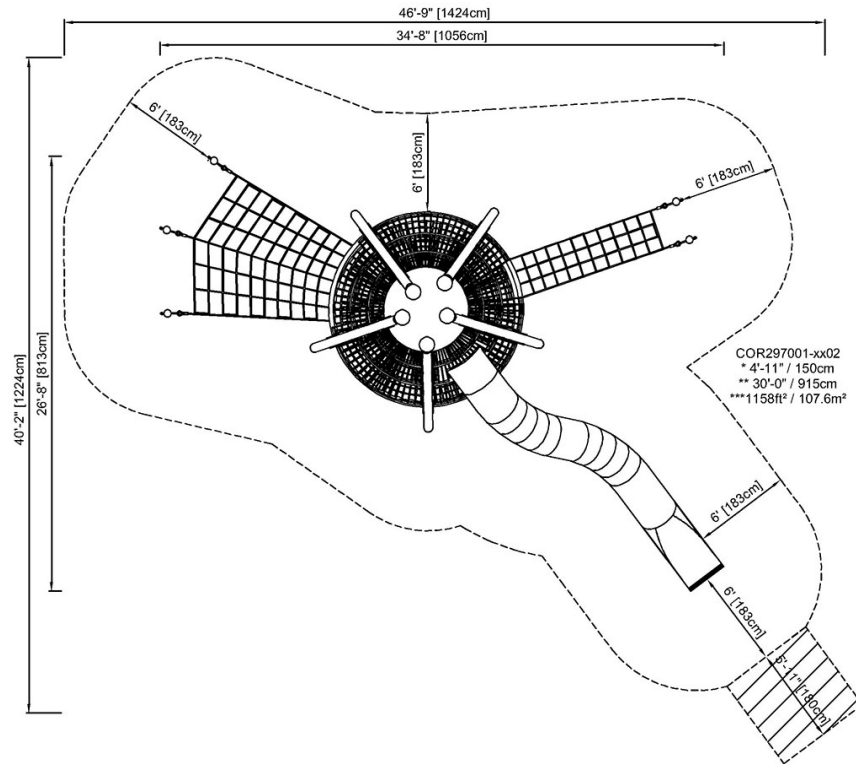 46'-9" [1424cm]
34'-8" [1056cm]
6' [183cm]
6' [183cm]
6' [183cm]
40'-2" [1224cm]
26'-8" [813cm]
COR297001-xx02
* 4'-11" / 150cm
** 30'-0" / 915cm
***1158ft² / 107.6m²
6' [183cm]
6' [183cm]
5'-11" [180cm]